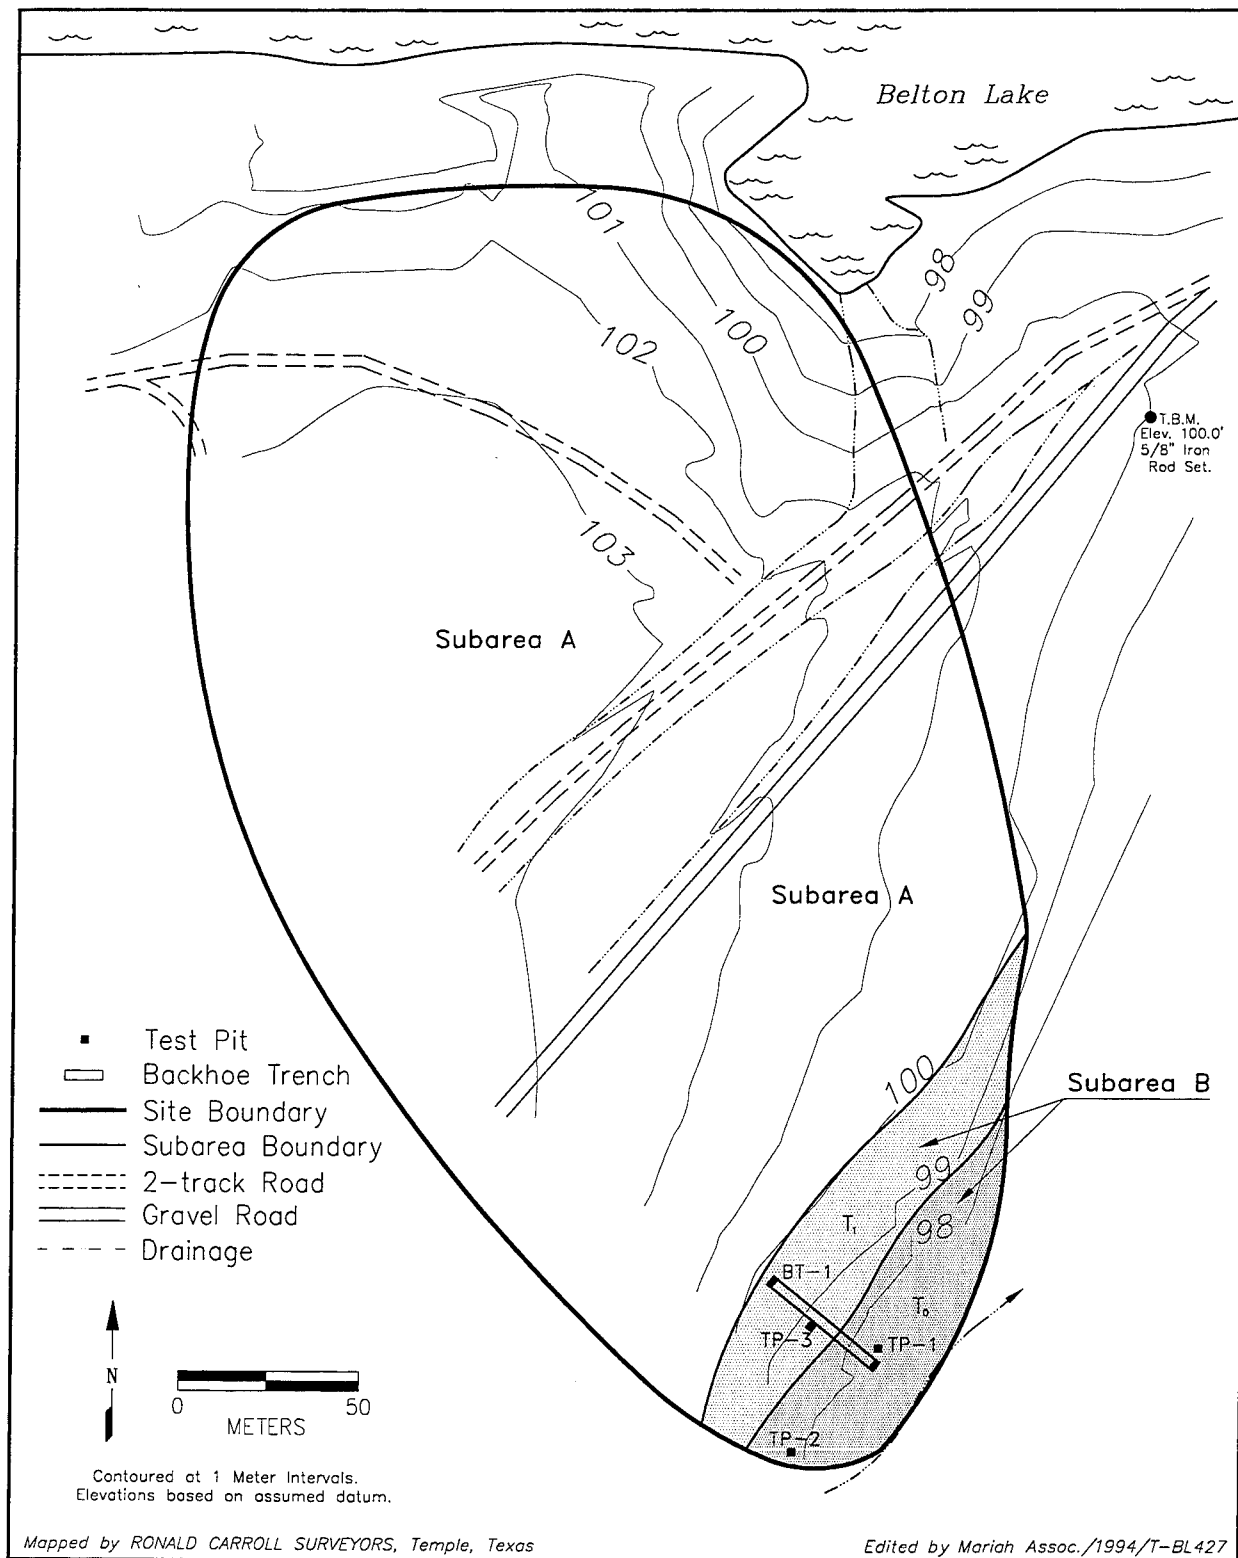 Belton Lake
98
99
101
100
102
T.B.M.
Elev. 100.0'
5/8" Iron
Rod Set.
103
Subarea A
Subarea A
Test Pit
Backhoe Trench
Site Boundary
Subarea Boundary
2-track Road
Gravel Road
Drainage
100
Subarea B
99
98
T₁
BT-1
T₀
TP-3
TP-1
TP-2
N
0 50
METERS
Contoured at 1 Meter Intervals.
Elevations based on assumed datum.
Mapped by RONALD CARROLL SURVEYORS, Temple, Texas
Edited by Mariah Assoc./1994/T-BL427